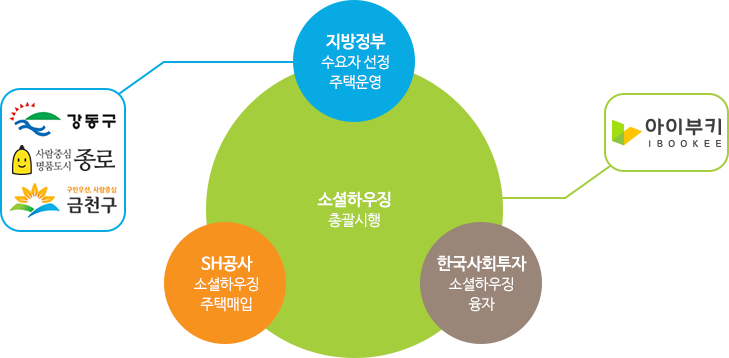 지방정부
수요자 선정
주택운영
강동구
사람중심
명품도시 종로
구민우선, 사람중심
금천구
아이부키
IBOOKEE
소셜하우징
총괄시행
SH공사
소셜하우징
주택매입
한국사회투자
소셜하우징
융자